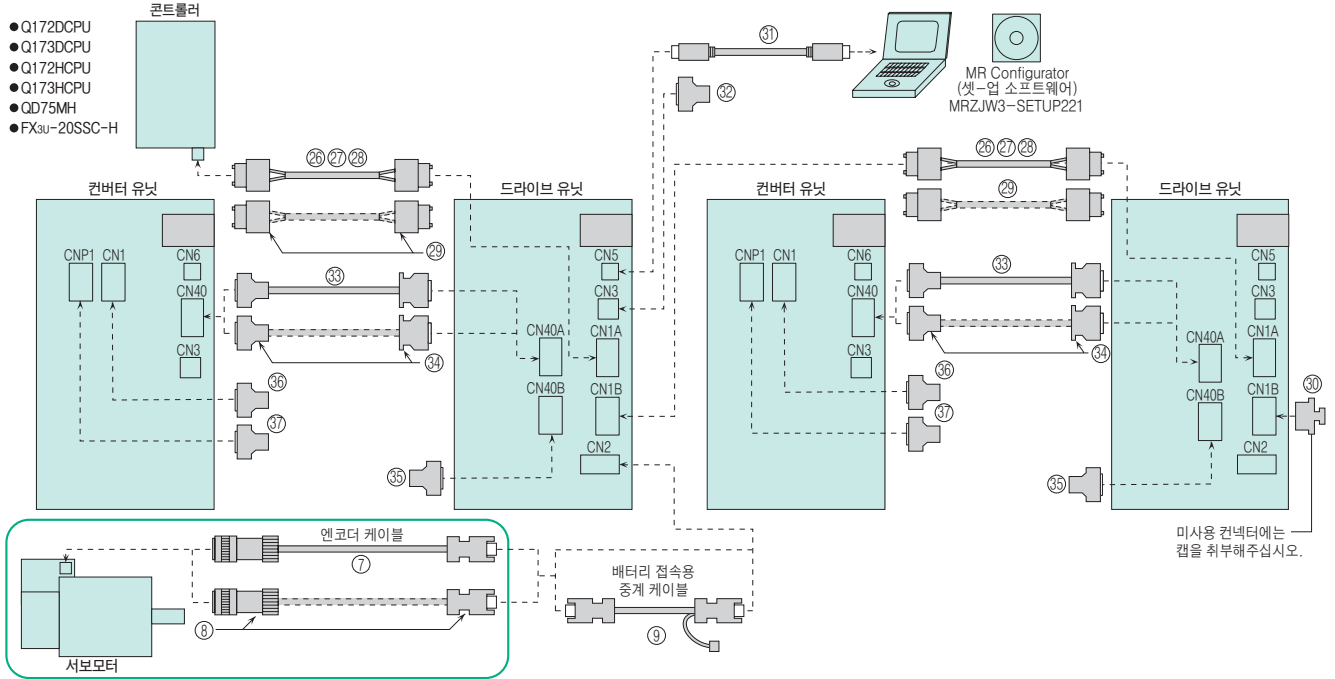 콘트롤러
● Q172DCPU
● Q173DCPU
● Q172HCPU
● Q173HCPU
● QD75MH
● FX3U-20SSC-H
㉛
㉜
MR Configurator
(셋-업 소프트웨어)
MRZJW3-SETUP221
㉖ ㉗ ㉘
㉙
컨버터 유닛
드라이브 유닛
CNP1 CN1
CN6
CN40
CN3
㉝
㉞
㊱
㊲
CN5
CN3
CN40A
CN1A
CN40B
CN1B
CN2
㉟
㉖ ㉗ ㉘
㉙
컨버터 유닛
드라이브 유닛
CNP1 CN1
CN6
CN40
CN3
㉝
㉞
㊱
㊲
CN5
CN3
CN40A
CN1A
CN40B
CN1B
CN2
㉟
㉚
미사용 컨넥터에는
캡을 취부해주십시오.
엔코더 케이블
⑦
⑧
서보모터
배터리 접속용
중계 케이블
⑨